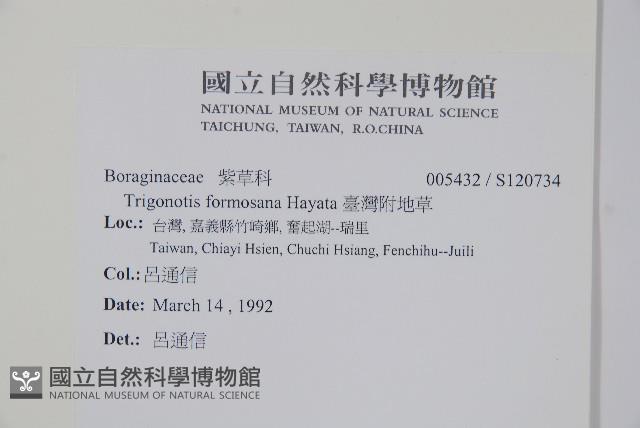 國立自然科學博物館
NATIONAL MUSEUM OF NATURAL SCIENCE
TAICHUNG, TAIWAN, R.O.CHINA
Boraginaceae 紫草科 005432 / S120734
Trigonotis formosana Hayata 臺灣附地草
Loc.: 台灣, 嘉義縣竹崎鄉, 奮起湖--瑞里
Taiwan, Chiayi Hsien, Chuchi Hsiang, Fenchihu--Juili
Col.: 呂通信
Date: March 14 , 1992
Det.: 呂通信
國立自然科學博物館
NATIONAL MUSEUM OF NATURAL SCIENCE